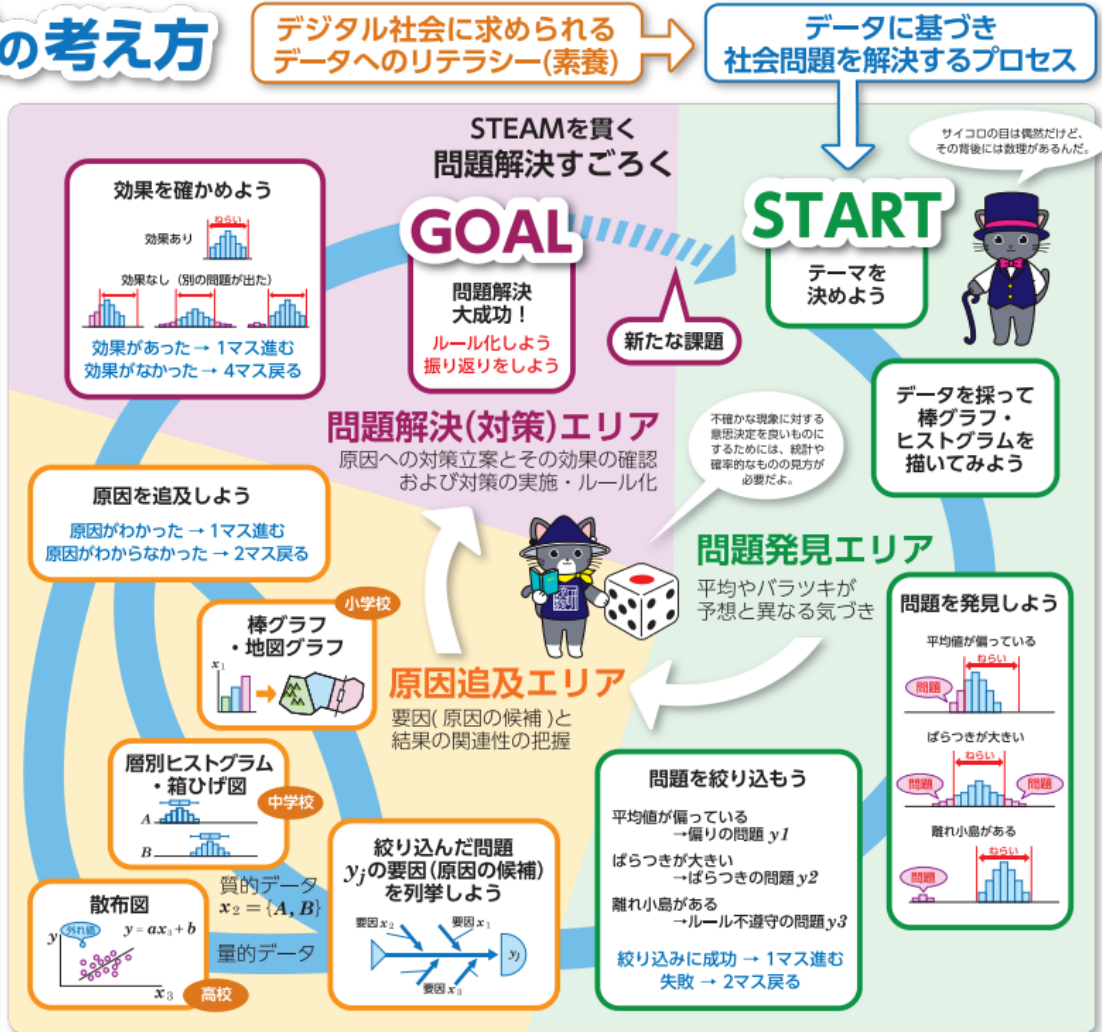 の考え方
デジタル社会に求められる
データへのリテラシー(素養)
データに基づき
社会問題を解決するプロセス
STEAMを貫く
問題解決すごろく
サイコロの目は偶然だけど、
その背後には数理があるんだ。
START
テーマを
決めよう
データを採って
棒グラフ・
ヒストグラムを
描いてみよう
問題を発見しよう
平均値が偏っている
ねらい
問題
ばらつきが大きい
ねらい
問題
問題
離れ小島がある
ねらい
問題
問題発見エリア
平均やバラツキが
予想と異なる気づき
不確かな現象に対する
意思決定を良いものに
するためには、統計や
確率的なものの見方が
必要だよ。
問題を絞り込もう
平均値が偏っている
→偏りの問題 y1
ばらつきが大きい
→ばらつきの問題 y2
離れ小島がある
→ルール不遵守の問題 y3
絞り込みに成功 → 1マス進む
失敗 → 2マス戻る
原因追及エリア
要因( 原因の候補 )と
結果の関連性の把握
絞り込んだ問題
yjの要因(原因の候補)
を列挙しよう
要因 x2
要因 x1
yj
要因 x3
質的データ
x2 = {A, B}
量的データ
棒グラフ
・地図グラフ
小学校
x1
層別ヒストグラム
・箱ひげ図
中学校
A
B
散布図
y
外れ値
y = ax3 + b
x3
高校
原因を追及しよう
原因がわかった → 1マス進む
原因がわからなかった → 2マス戻る
問題解決(対策)エリア
原因への対策立案とその効果の確認
および対策の実施・ルール化
効果を確かめよう
ねらい
効果あり
効果なし(別の問題が出た)
効果があった → 1マス進む
効果がなかった → 4マス戻る
GOAL
問題解決
大成功！
ルール化しよう
振り返りをしよう
新たな課題